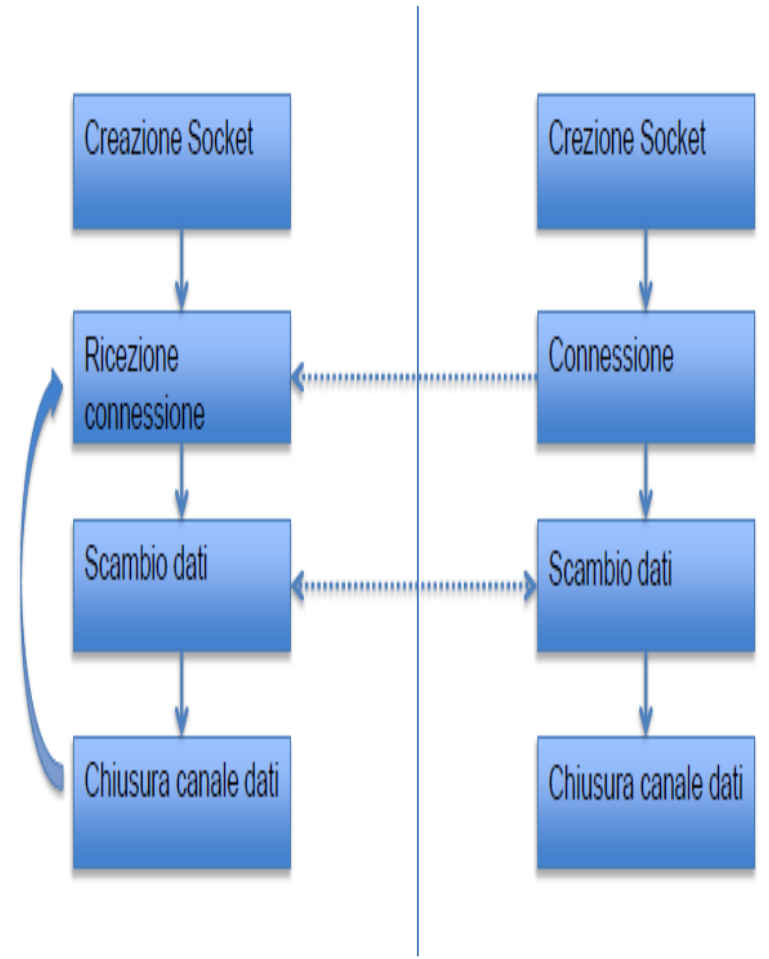 Creazione Socket
Ricezione
connessione
Scambio dati
Chiusura canale dati
Crezione Socket
Connessione
Scambio dati
Chiusura canale dati